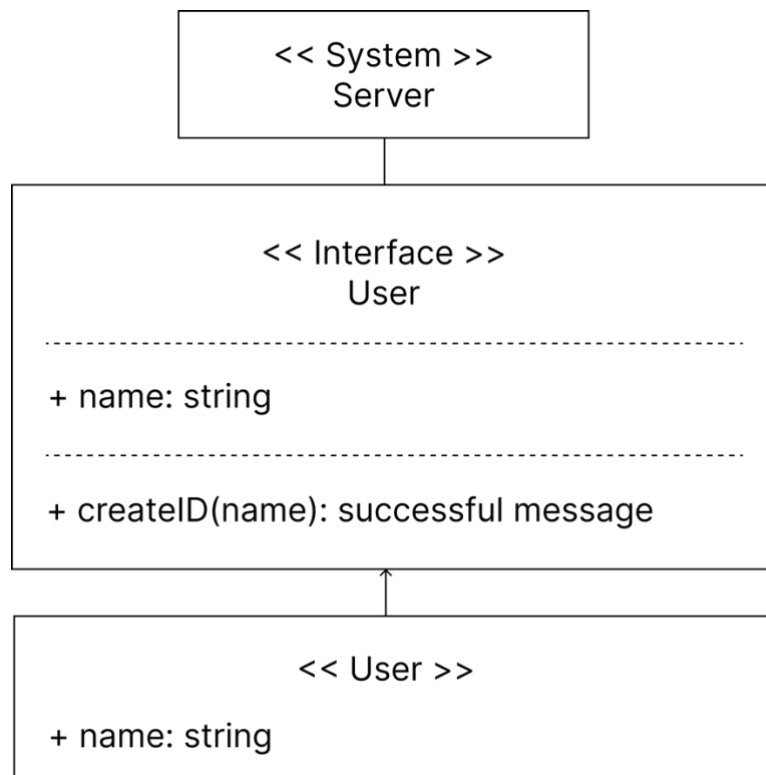 << System >>
Server
<< Interface >>
User
+ name: string
+ createID(name): successful message
<< User >>
+ name: string